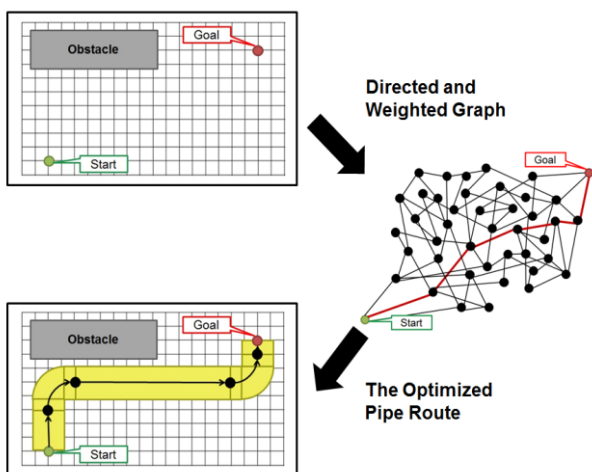 Obstacle
Goal
Start
Directed and
Weighted Graph
Goal
Start
Obstacle
Goal
Start
The Optimized
Pipe Route